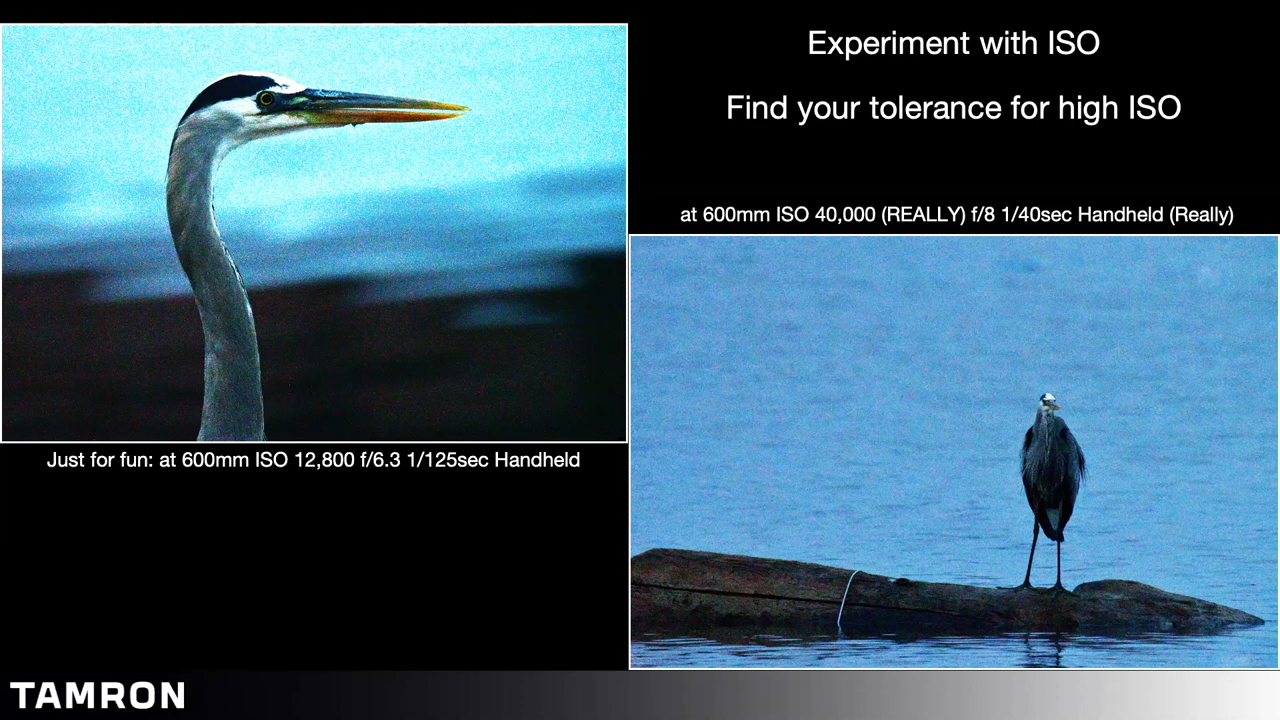 Experiment with ISO
Find your tolerance for high ISO
at 600mm ISO 40,000 (REALLY) f/8 1/40sec Handheld (Really)
Just for fun: at 600mm ISO 12,800 f/6.3 1/125sec Handheld
TAMRON